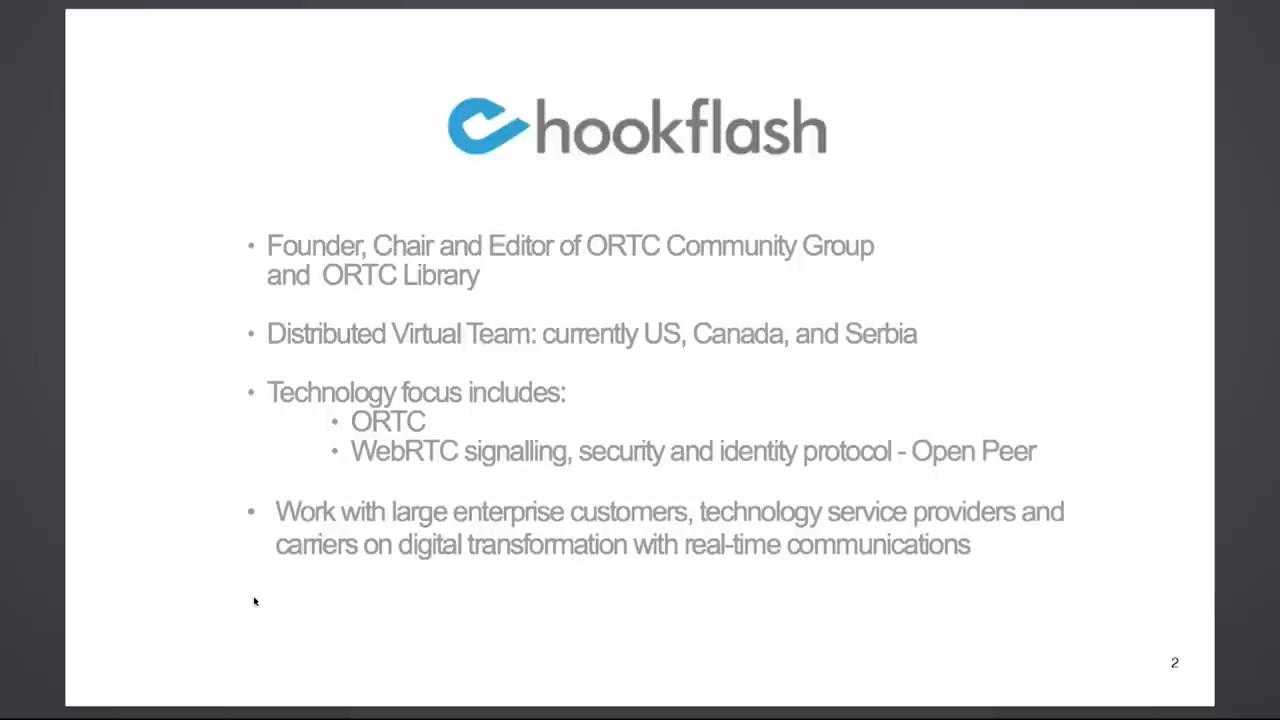 hookflash
• Founder, Chair and Editor of ORTC Community Group
and ORTC Library
• Distributed Virtual Team: currently US, Canada, and Serbia
• Technology focus includes:
• ORTC
• WebRTC signalling, security and identity protocol - Open Peer
• Work with large enterprise customers, technology service providers and
carriers on digital transformation with real-time communications
2